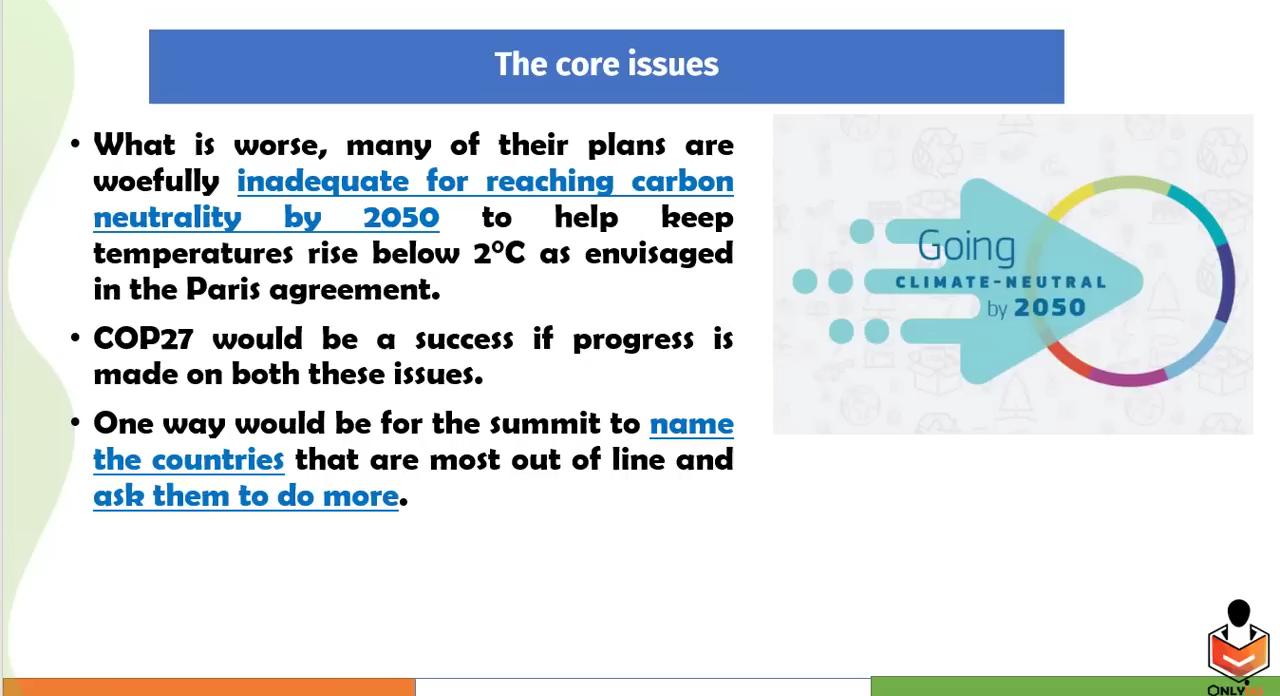 The core issues
• What is worse, many of their plans are
woefully inadequate for reaching carbon
neutrality by 2050 to help keep
temperatures rise below 2°C as envisaged
in the Paris agreement.
• COP27 would be a success if progress is
made on both these issues.
• One way would be for the summit to name
the countries that are most out of line and
ask them to do more.
Going
CLIMATE-NEUTRAL
by 2050
ONLYIAS